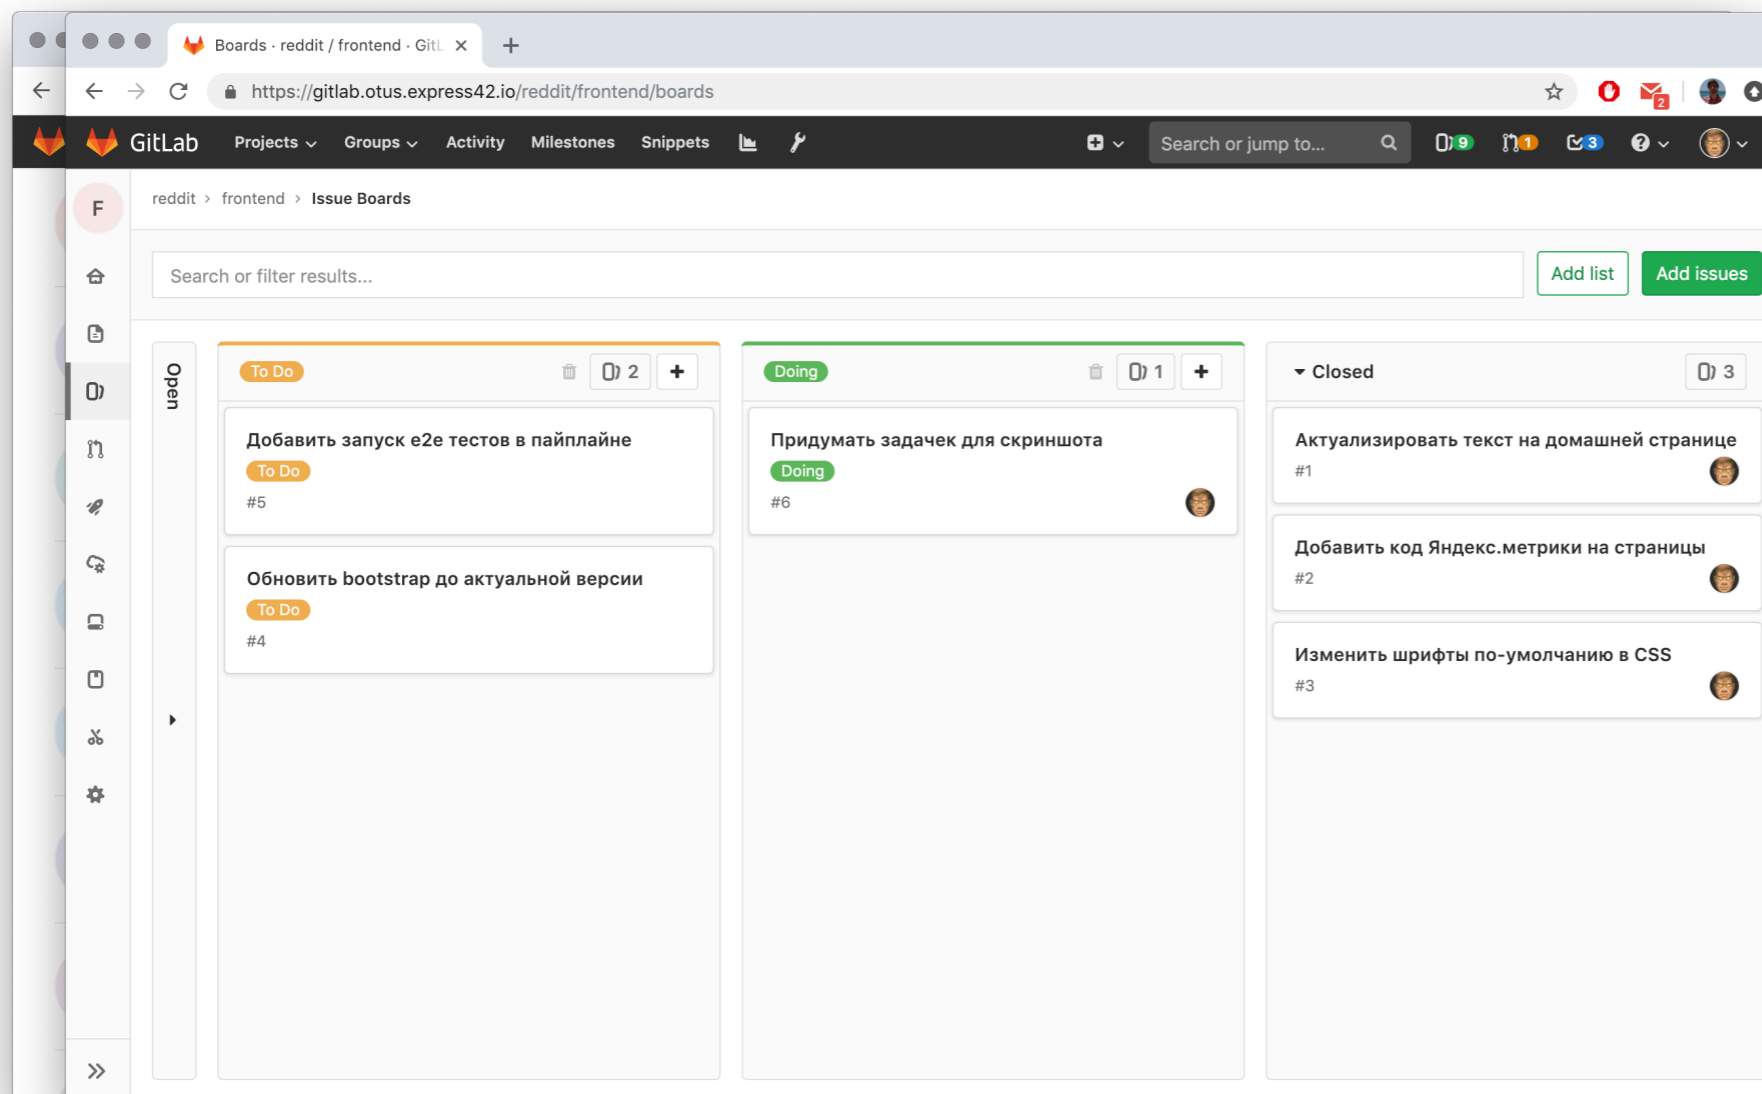 Boards · reddit / frontend · GitL
https://gitlab.otus.express42.io/reddit/frontend/boards
2
GitLab Projects Groups Activity Milestones Snippets Search or jump to... 9 1 3
F
reddit > frontend > Issue Boards
Search or filter results... Add list Add issues
Open
To Do 2
Добавить запуск e2e тестов в пайплайне
To Do
#5
Обновить bootstrap до актуальной версии
To Do
#4
Doing 1
Придумать задачек для скриншота
Doing
#6
Closed 3
Актуализировать текст на домашней странице
#1
Добавить код Яндекс.метрики на страницы
#2
Изменить шрифты по-умолчанию в CSS
#3